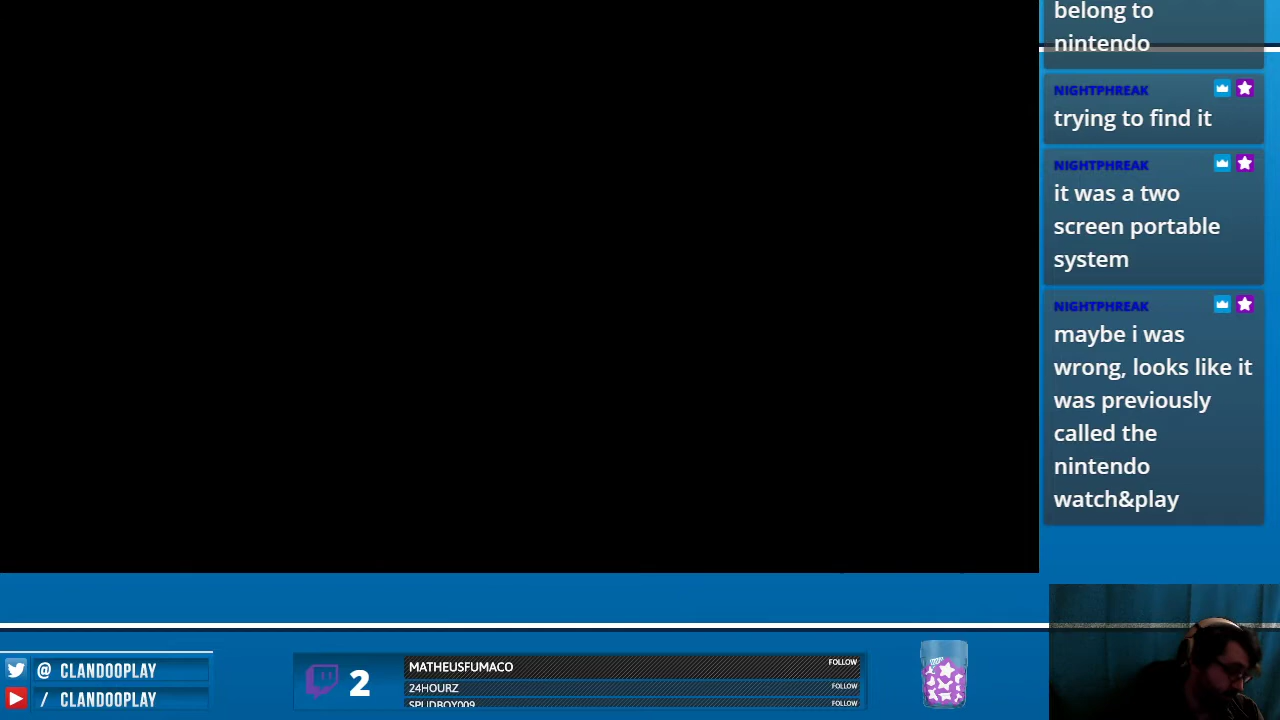 belong to
nintendo
NIGHTPHREAK
trying to find it
NIGHTPHREAK
it was a two
screen portable
system
NIGHTPHREAK
maybe i was
wrong, looks like it
was previously
called the
nintendo
watch&play
@ CLANDOOPLAY
/ CLANDOOPLAY
2
MATHEUSFUMACO FOLLOW
24HOURZ FOLLOW
SPUDBOY009 FOLLOW